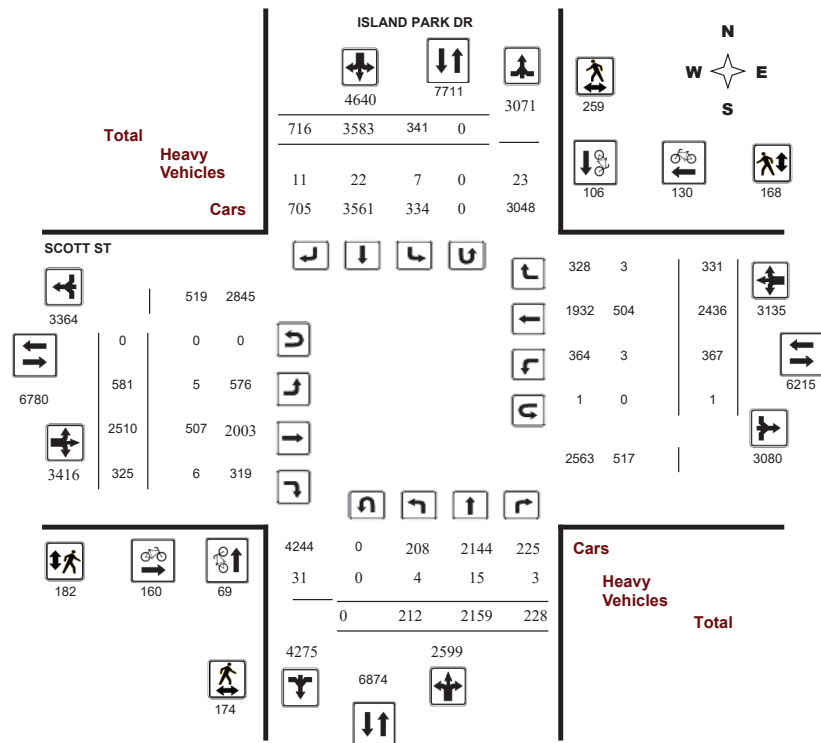 ISLAND PARK DR
N
W E
S
4640 7711 3071 259
716 3583 341 0
Total
Heavy
Vehicles
11 22 7 0 23
106 130 168
Cars 705 3561 334 0 3048
SCOTT ST
3364 519 2845
328 3 331
1932 504 2436 3135
0 0 0
364 3 367
6780 581 5 576
6215
1 0 1
2510 507 2003
3416 325 6 319
2563 517 3080
4244 0 208 2144 225 Cars
31 0 4 15 3 Heavy
Vehicles
182 160 69
0 212 2159 228 Total
4275 6874 2599
174